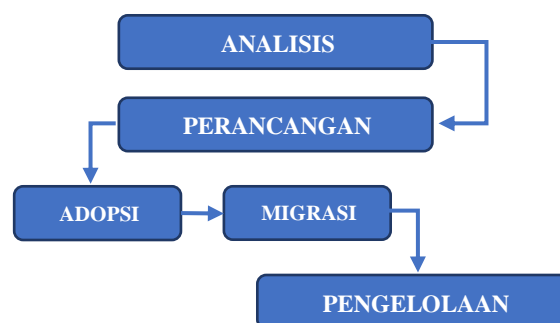 ANALISIS
PERANCANGAN
ADOPSI
MIGRASI
PENGELOLAAN